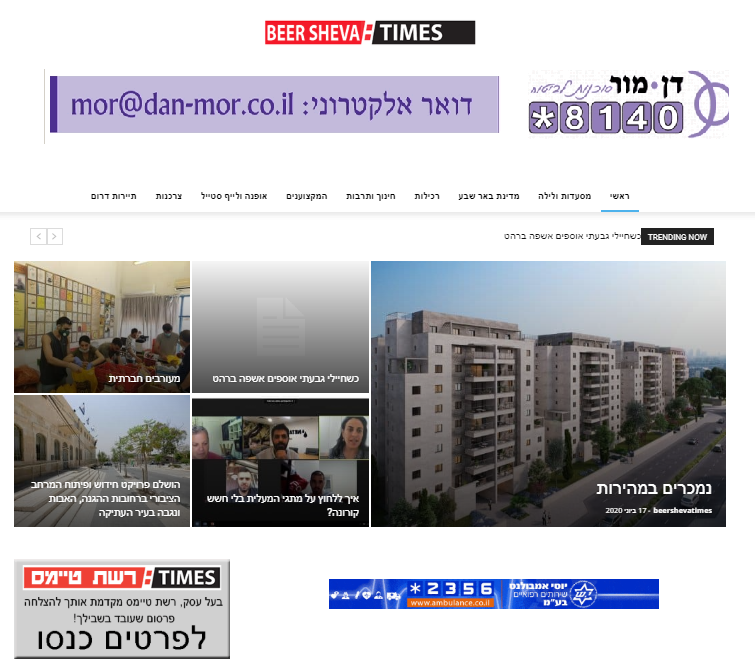 BEER SHEVA TIMES
דואר אלקטרוני: mor@dan-mor.co.il
דן·מור סוכנות לביטוח
*8140
ראשי מסעדות ולילה מדינת באר שבע רכילות חינוך ותרבות המקצוענים אופנה ולייף סטייל צרכנות תיירות דרום
TRENDING NOW כשחיילי גבעתי אוספים אשפה ברהט
נמכרים במהירות
beershevatimes - 17 ביוני 2020
כשחיילי גבעתי אוספים אשפה ברהט
מעורבים חברתית
איך ללחוץ על מתגי המעלית בלי חשש
קורונה?
הושלם פרויקט חידוש ופיתוח המרחב
הציבורי ברחובות ההגנה, האבות
ונגבה בעיר העתיקה
יוסי אמבולנס
שירותים רפואיים
בע"מ
*2356
www.ambulance.co.il
רשת טיימס TIMES
בעל עסק, רשת טיימס מקדמת אותך להצלחה
פרסום שעובד בשבילך!
לפרטים כנסו